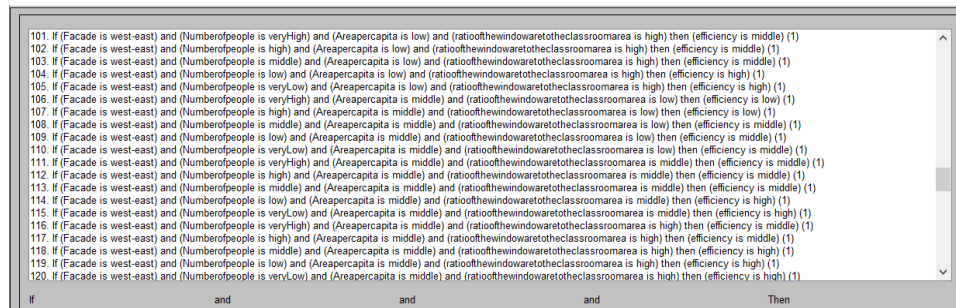 101. If (Facade is west-east) and (Numberofpeople is veryHigh) and (Areapercapita is low) and (ratioofthewindowaretotheclassroomarea is high) then (efficiency is middle) (1)
102. If (Facade is west-east) and (Numberofpeople is high) and (Areapercapita is low) and (ratioofthewindowaretotheclassroomarea is high) then (efficiency is middle) (1)
103. If (Facade is west-east) and (Numberofpeople is middle) and (Areapercapita is low) and (ratioofthewindowaretotheclassroomarea is high) then (efficiency is middle) (1)
104. If (Facade is west-east) and (Numberofpeople is low) and (Areapercapita is low) and (ratioofthewindowaretotheclassroomarea is high) then (efficiency is high) (1)
105. If (Facade is west-east) and (Numberofpeople is veryLow) and (Areapercapita is low) and (ratioofthewindowaretotheclassroomarea is high) then (efficiency is high) (1)
106. If (Facade is west-east) and (Numberofpeople is veryHigh) and (Areapercapita is middle) and (ratioofthewindowaretotheclassroomarea is low) then (efficiency is low) (1)
107. If (Facade is west-east) and (Numberofpeople is high) and (Areapercapita is middle) and (ratioofthewindowaretotheclassroomarea is low) then (efficiency is low) (1)
108. If (Facade is west-east) and (Numberofpeople is middle) and (Areapercapita is middle) and (ratioofthewindowaretotheclassroomarea is low) then (efficiency is middle) (1)
109. If (Facade is west-east) and (Numberofpeople is low) and (Areapercapita is middle) and (ratioofthewindowaretotheclassroomarea is low) then (efficiency is middle) (1)
110. If (Facade is west-east) and (Numberofpeople is veryLow) and (Areapercapita is middle) and (ratioofthewindowaretotheclassroomarea is low) then (efficiency is middle) (1)
111. If (Facade is west-east) and (Numberofpeople is veryHigh) and (Areapercapita is middle) and (ratioofthewindowaretotheclassroomarea is middle) then (efficiency is middle) (1)
112. If (Facade is west-east) and (Numberofpeople is high) and (Areapercapita is middle) and (ratioofthewindowaretotheclassroomarea is middle) then (efficiency is middle) (1)
113. If (Facade is west-east) and (Numberofpeople is middle) and (Areapercapita is middle) and (ratioofthewindowaretotheclassroomarea is middle) then (efficiency is middle) (1)
114. If (Facade is west-east) and (Numberofpeople is low) and (Areapercapita is middle) and (ratioofthewindowaretotheclassroomarea is middle) then (efficiency is high) (1)
115. If (Facade is west-east) and (Numberofpeople is veryLow) and (Areapercapita is middle) and (ratioofthewindowaretotheclassroomarea is middle) then (efficiency is high) (1)
116. If (Facade is west-east) and (Numberofpeople is veryHigh) and (Areapercapita is middle) and (ratioofthewindowaretotheclassroomarea is high) then (efficiency is middle) (1)
117. If (Facade is west-east) and (Numberofpeople is high) and (Areapercapita is middle) and (ratioofthewindowaretotheclassroomarea is high) then (efficiency is middle) (1)
118. If (Facade is west-east) and (Numberofpeople is middle) and (Areapercapita is middle) and (ratioofthewindowaretotheclassroomarea is high) then (efficiency is high) (1)
119. If (Facade is west-east) and (Numberofpeople is low) and (Areapercapita is middle) and (ratioofthewindowaretotheclassroomarea is high) then (efficiency is high) (1)
120. If (Facade is west-east) and (Numberofpeople is veryLow) and (Areapercapita is middle) and (ratioofthewindowaretotheclassroomarea is high) then (efficiency is high) (1)
If and and and Then